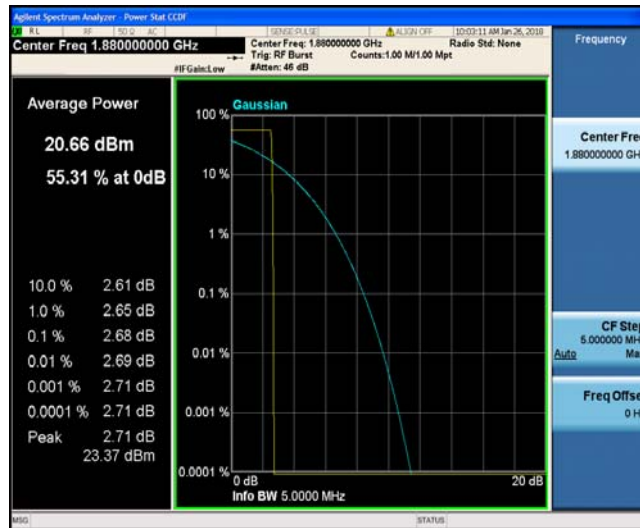 Agilent Spectrum Analyzer - Power Stat CCDF
RL RF 50 Ω AC SENSE:PULSE ALIGN OFF 10:03:11 AM Jan 26, 2018
Center Freq 1.880000000 GHz
Center Freq: 1.880000000 GHz Radio Std: None
Trig: RF Burst Counts:1.00 M/1.00 Mpt
#IFGain:Low #Atten: 46 dB
Frequency
Average Power
20.66 dBm
55.31 % at 0dB
10.0 % 2.61 dB
1.0 % 2.65 dB
0.1 % 2.68 dB
0.01 % 2.69 dB
0.001 % 2.71 dB
0.0001 % 2.71 dB
Peak 2.71 dB
23.37 dBm
Gaussian
100 %
10 %
1 %
0.1 %
0.01 %
0.001 %
0.0001 %
0 dB 20 dB
Info BW 5.0000 MHz
Center Fre
1.880000000 GH
CF Step
5.000000 MH
Auto Ma
Freq Offse
0 H
MSG STATUS